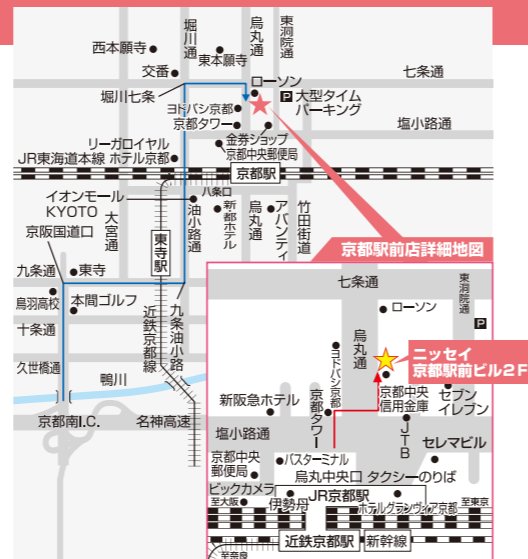 西本願寺
堀川通
烏丸通
東洞院通
東本願寺
交番
ローソン
七条通
堀川七条
P 大型タイム
パーキング
ヨドバシ京都
京都タワー
塩小路通
金券ショップ
京都中央郵便局
リーガロイヤル
ホテル京都
JR東海道本線
京都駅
八条口
イオンモール
KYOTO
油小路通
新都ホテル
烏丸通
アバンティ
竹田街道
京阪国道口
大宮通
東寺駅
九条通
東寺
鳥羽高校
本間ゴルフ
十条通
近鉄京都線
九条油小路
久世橋通
鴨川
京都南I.C.
名神高速
京都駅前店詳細地図
七条通
ローソン
東洞院通
P
烏丸通
ヨドバシ京都
ニッセイ
京都駅前ビル2F
京都中央
信用金庫
セブン
イレブン
新阪急ホテル
京都タワー
JTB
塩小路通
セレマビル
京都中央
郵便局
バスターミナル
烏丸中央口
タクシーのりば
ビックカメラ
JR京都駅
至大阪
伊勢丹
ホテルグランヴィア京都
至東京
近鉄京都駅
新幹線
至奈良